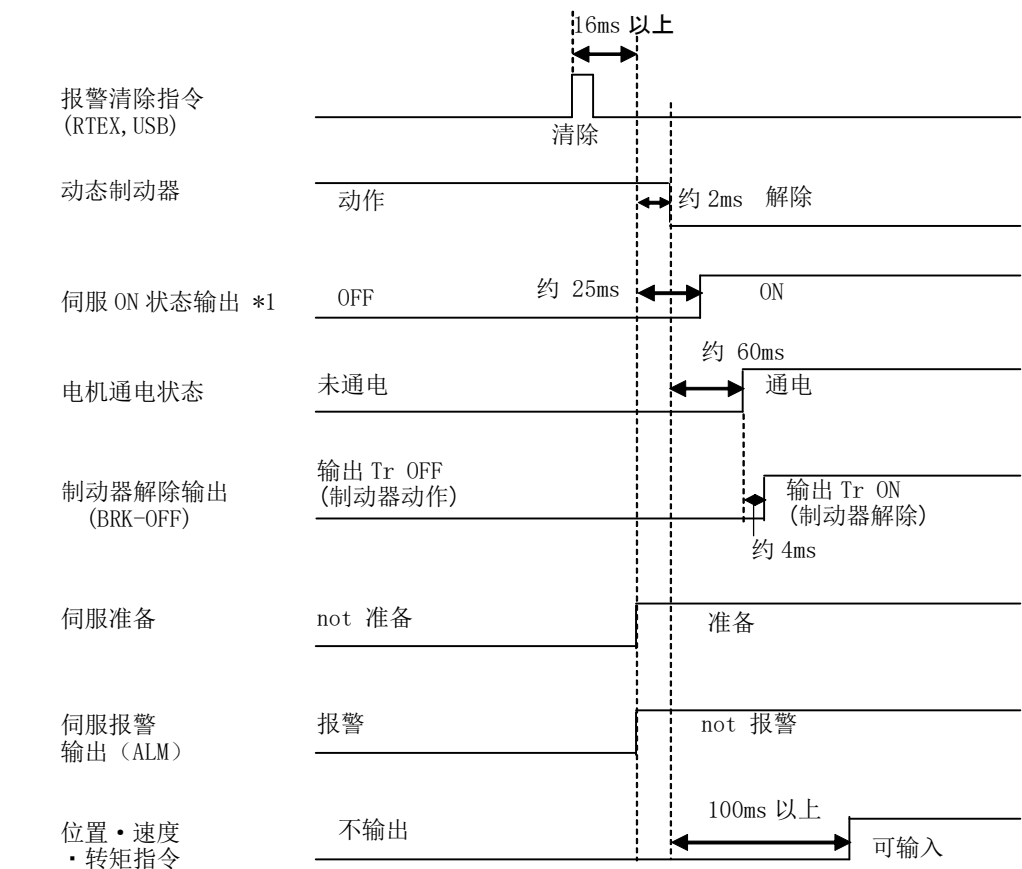 16ms 以上
报警清除指令
(RTEX,USB)
清除
动态制动器
动作
约 2ms 解除
伺服 ON 状态输出 *1
OFF
约 25ms
ON
约 60ms
电机通电状态
未通电
通电
制动器解除输出
(BRK-OFF)
输出 Tr OFF
(制动器动作)
输出 Tr ON
(制动器解除)
约 4ms
伺服准备
not 准备
准备
伺服报警
输出（ALM）
报警
not 报警
100ms 以上
位置・速度
・转矩指令
不输出
可输入